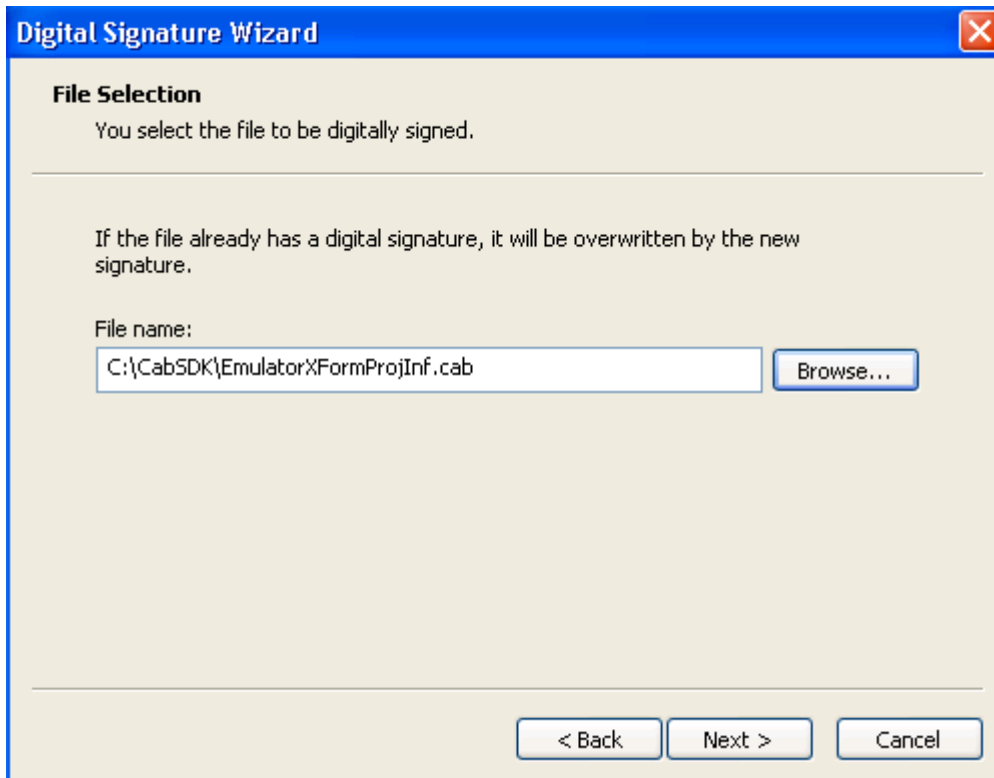 Digital Signature Wizard
File Selection
You select the file to be digitally signed.
If the file already has a digital signature, it will be overwritten by the new
signature.
File name:
C:\CabSDK\EmulatorXFormProjInf.cab
Browse...
< Back
Next >
Cancel